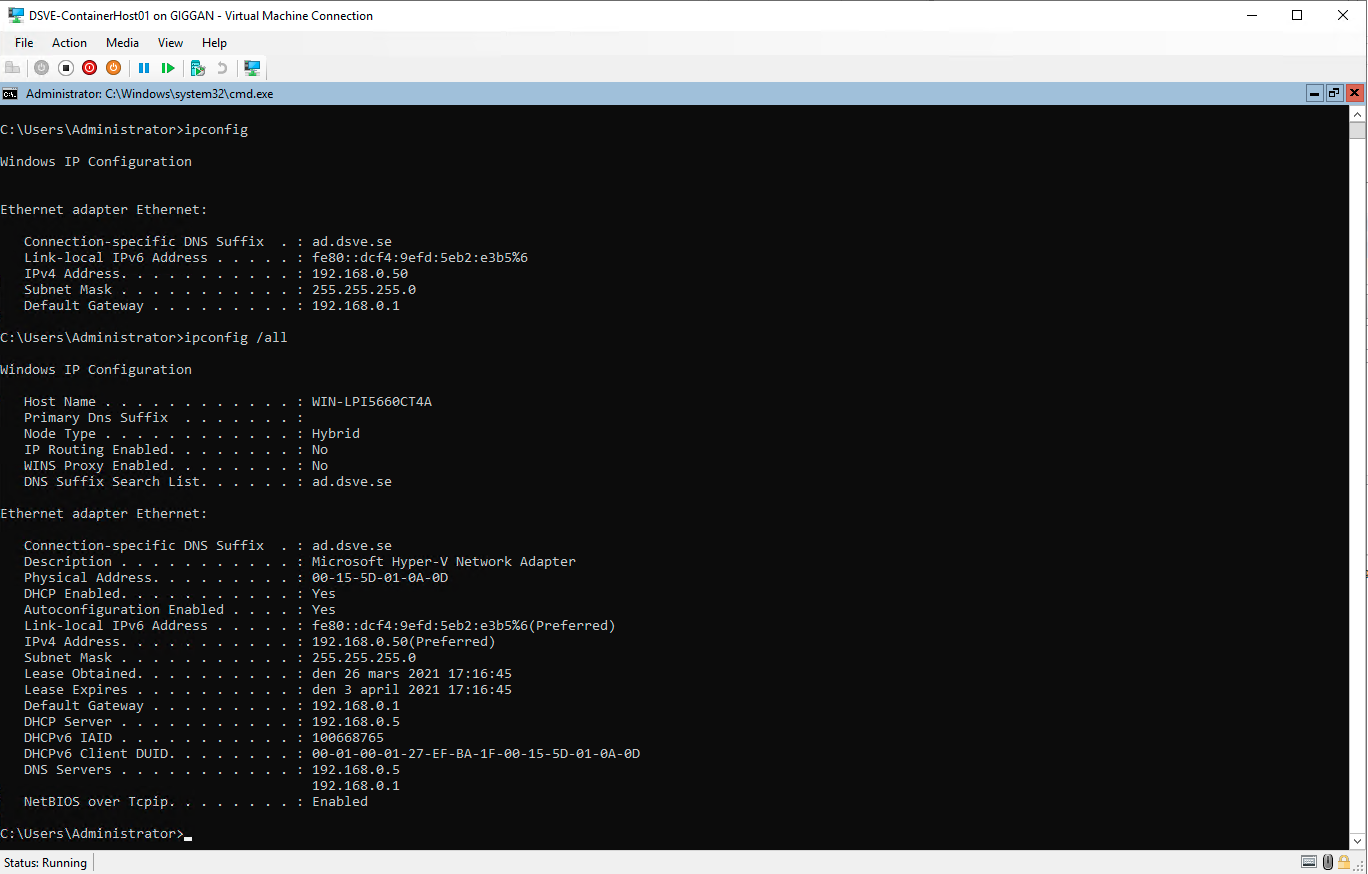 DSVE-ContainerHost01 on GIGGAN - Virtual Machine Connection
File Action Media View Help
Administrator: C:\Windows\system32\cmd.exe
C:\Users\Administrator>ipconfig
Windows IP Configuration
Ethernet adapter Ethernet:
Connection-specific DNS Suffix . : ad.dsve.se
Link-local IPv6 Address . . . . . : fe80::dcf4:9efd:5eb2:e3b5%6
IPv4 Address. . . . . . . . . . . : 192.168.0.50
Subnet Mask . . . . . . . . . . . : 255.255.255.0
Default Gateway . . . . . . . . . : 192.168.0.1
C:\Users\Administrator>ipconfig /all
Windows IP Configuration
Host Name . . . . . . . . . . . . : WIN-LPI5660CT4A
Primary Dns Suffix . . . . . . . :
Node Type . . . . . . . . . . . . : Hybrid
IP Routing Enabled. . . . . . . . : No
WINS Proxy Enabled. . . . . . . . : No
DNS Suffix Search List. . . . . . : ad.dsve.se
Ethernet adapter Ethernet:
Connection-specific DNS Suffix . : ad.dsve.se
Description . . . . . . . . . . . : Microsoft Hyper-V Network Adapter
Physical Address. . . . . . . . . : 00-15-5D-01-0A-0D
DHCP Enabled. . . . . . . . . . . : Yes
Autoconfiguration Enabled . . . . : Yes
Link-local IPv6 Address . . . . . : fe80::dcf4:9efd:5eb2:e3b5%6(Preferred)
IPv4 Address. . . . . . . . . . . : 192.168.0.50(Preferred)
Subnet Mask . . . . . . . . . . . : 255.255.255.0
Lease Obtained. . . . . . . . . . : den 26 mars 2021 17:16:45
Lease Expires . . . . . . . . . . : den 3 april 2021 17:16:45
Default Gateway . . . . . . . . . : 192.168.0.1
DHCP Server . . . . . . . . . . . : 192.168.0.5
DHCPv6 IAID . . . . . . . . . . . : 100668765
DHCPv6 Client DUID. . . . . . . . : 00-01-00-01-27-EF-BA-1F-00-15-5D-01-0A-0D
DNS Servers . . . . . . . . . . . : 192.168.0.5
192.168.0.1
NetBIOS over Tcpip. . . . . . . . : Enabled
C:\Users\Administrator>
Status: Running